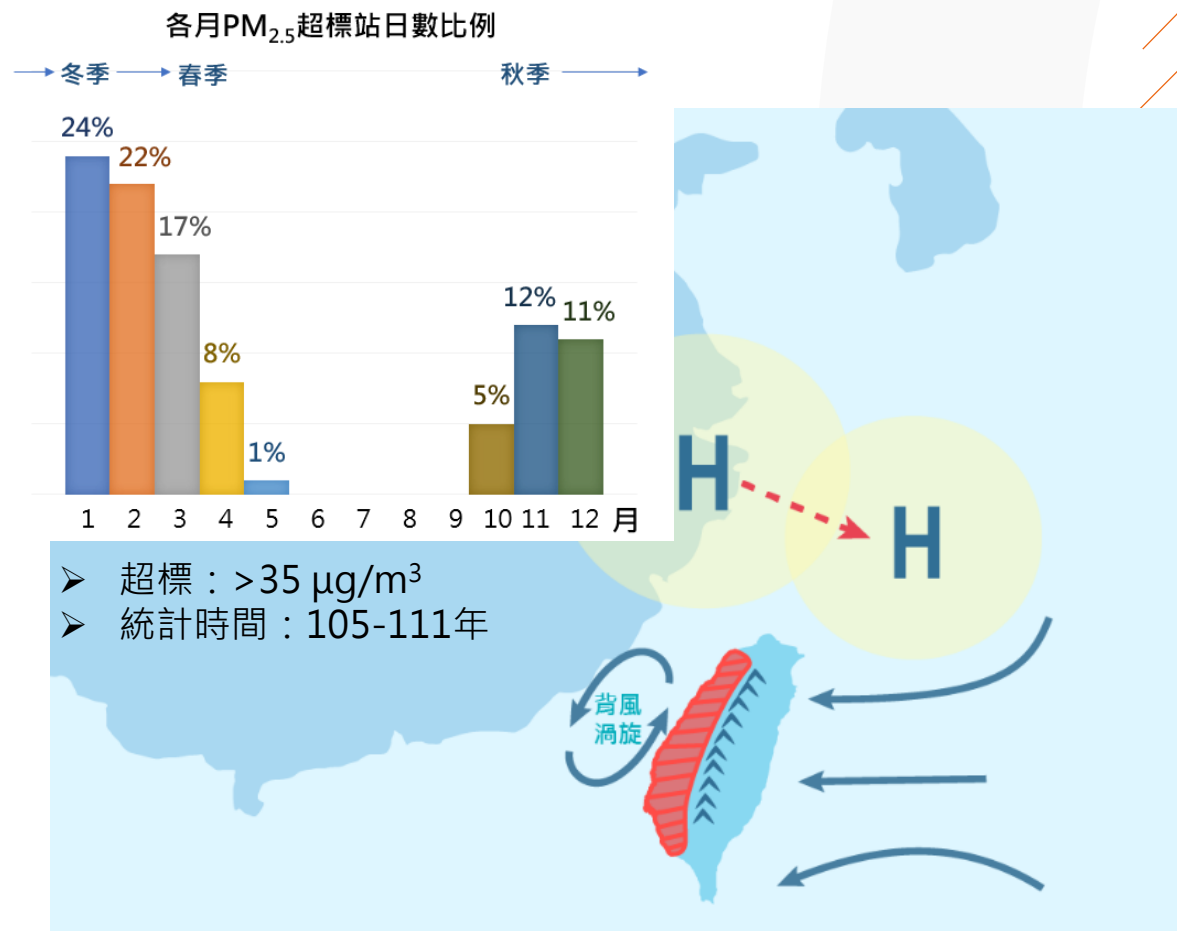 各月PM2.5超標站日數比例
冬季 春季 秋季
24%
22%
17%
8%
1%
5%
12%
11%
1 2 3 4 5 6 7 8 9 10 11 12 月
H
H
➢ 超標：>35 μg/m³
➢ 統計時間：105-111年
背風
渦旋